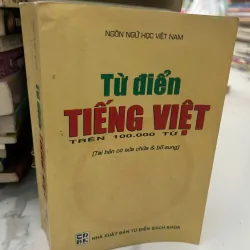 NGÔN NGỮ HỌC VIỆT NAM
Từ điển
TIẾNG VIỆT
TRÊN 100.000 TỪ
(Tái bản có sửa chữa & bổ sung)
NHÀ XUẤT BẢN TỪ ĐIỂN BÁCH KHOA